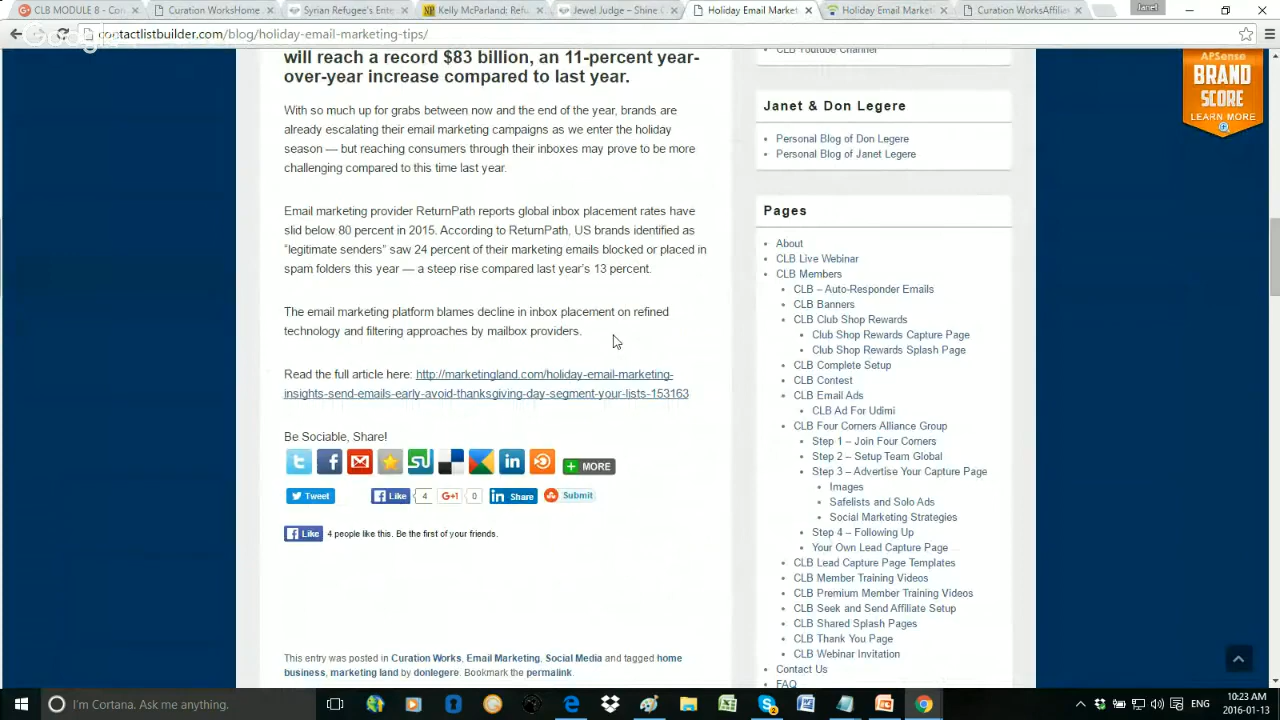 CLB MODULE 8 - Cor
Curation WorksHome
Syrian Refugee's Ente
Kelly McParland: Refu
Jewel Judge – Shine C
Holiday Email Market
Holiday Email Market
Curation WorksAffiliate
Janet
contactlistbuilder.com/blog/holiday-email-marketing-tips/
will reach a record $83 billion, an 11-percent year-
over-year increase compared to last year.
With so much up for grabs between now and the end of the year, brands are
already escalating their email marketing campaigns as we enter the holiday
season — but reaching consumers through their inboxes may prove to be more
challenging compared to this time last year.
Email marketing provider ReturnPath reports global inbox placement rates have
slid below 80 percent in 2015. According to ReturnPath, US brands identified as
“legitimate senders” saw 24 percent of their marketing emails blocked or placed in
spam folders this year — a steep rise compared last year’s 13 percent.
The email marketing platform blames decline in inbox placement on refined
technology and filtering approaches by mailbox providers.
Read the full article here: http://marketingland.com/holiday-email-marketing-
insights-send-emails-early-avoid-thanksgiving-day-segment-your-lists-153163
Be Sociable, Share!
MORE
Tweet
Like 4
G+1 0
in Share
Submit
Like 4 people like this. Be the first of your friends.
This entry was posted in Curation Works, Email Marketing, Social Media and tagged home
business, marketing land by donlegere. Bookmark the permalink.
CLB Youtube Channel
Janet & Don Legere
Personal Blog of Don Legere
Personal Blog of Janet Legere
Pages
About
CLB Live Webinar
CLB Members
CLB – Auto-Responder Emails
CLB Banners
CLB Club Shop Rewards
Club Shop Rewards Capture Page
Club Shop Rewards Splash Page
CLB Complete Setup
CLB Contest
CLB Email Ads
CLB Ad For Udimi
CLB Four Corners Alliance Group
Step 1 – Join Four Corners
Step 2 – Setup Team Global
Step 3 – Advertise Your Capture Page
Images
Safelists and Solo Ads
Social Marketing Strategies
Step 4 – Following Up
Your Own Lead Capture Page
CLB Lead Capture Page Templates
CLB Member Training Videos
CLB Premium Member Training Videos
CLB Seek and Send Affiliate Setup
CLB Shared Splash Pages
CLB Thank You Page
CLB Webinar Invitation
Contact Us
FAQ
APSense
BRAND
SCORE
LEARN MORE
I'm Cortana. Ask me anything.
ENG
10:23 AM
2016-01-13